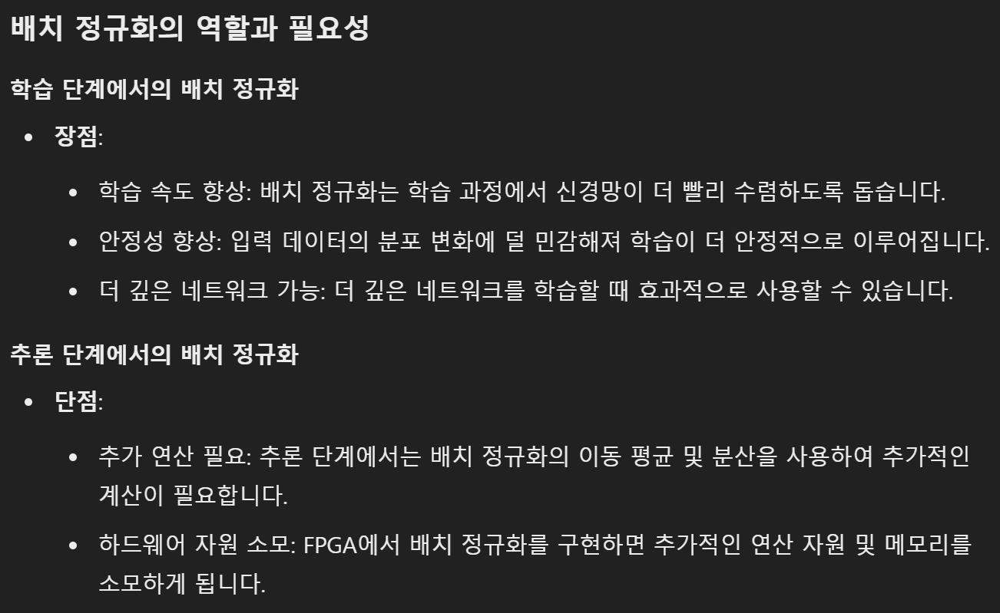 배치 정규화의 역할과 필요성
학습 단계에서의 배치 정규화
• 장점:
• 학습 속도 향상: 배치 정규화는 학습 과정에서 신경망이 더 빨리 수렴하도록 돕습니다.
• 안정성 향상: 입력 데이터의 분포 변화에 덜 민감해져 학습이 더 안정적으로 이루어집니다.
• 더 깊은 네트워크 가능: 더 깊은 네트워크를 학습할 때 효과적으로 사용할 수 있습니다.
추론 단계에서의 배치 정규화
• 단점:
• 추가 연산 필요: 추론 단계에서는 배치 정규화의 이동 평균 및 분산을 사용하여 추가적인
계산이 필요합니다.
• 하드웨어 자원 소모: FPGA에서 배치 정규화를 구현하면 추가적인 연산 자원 및 메모리를
소모하게 됩니다.